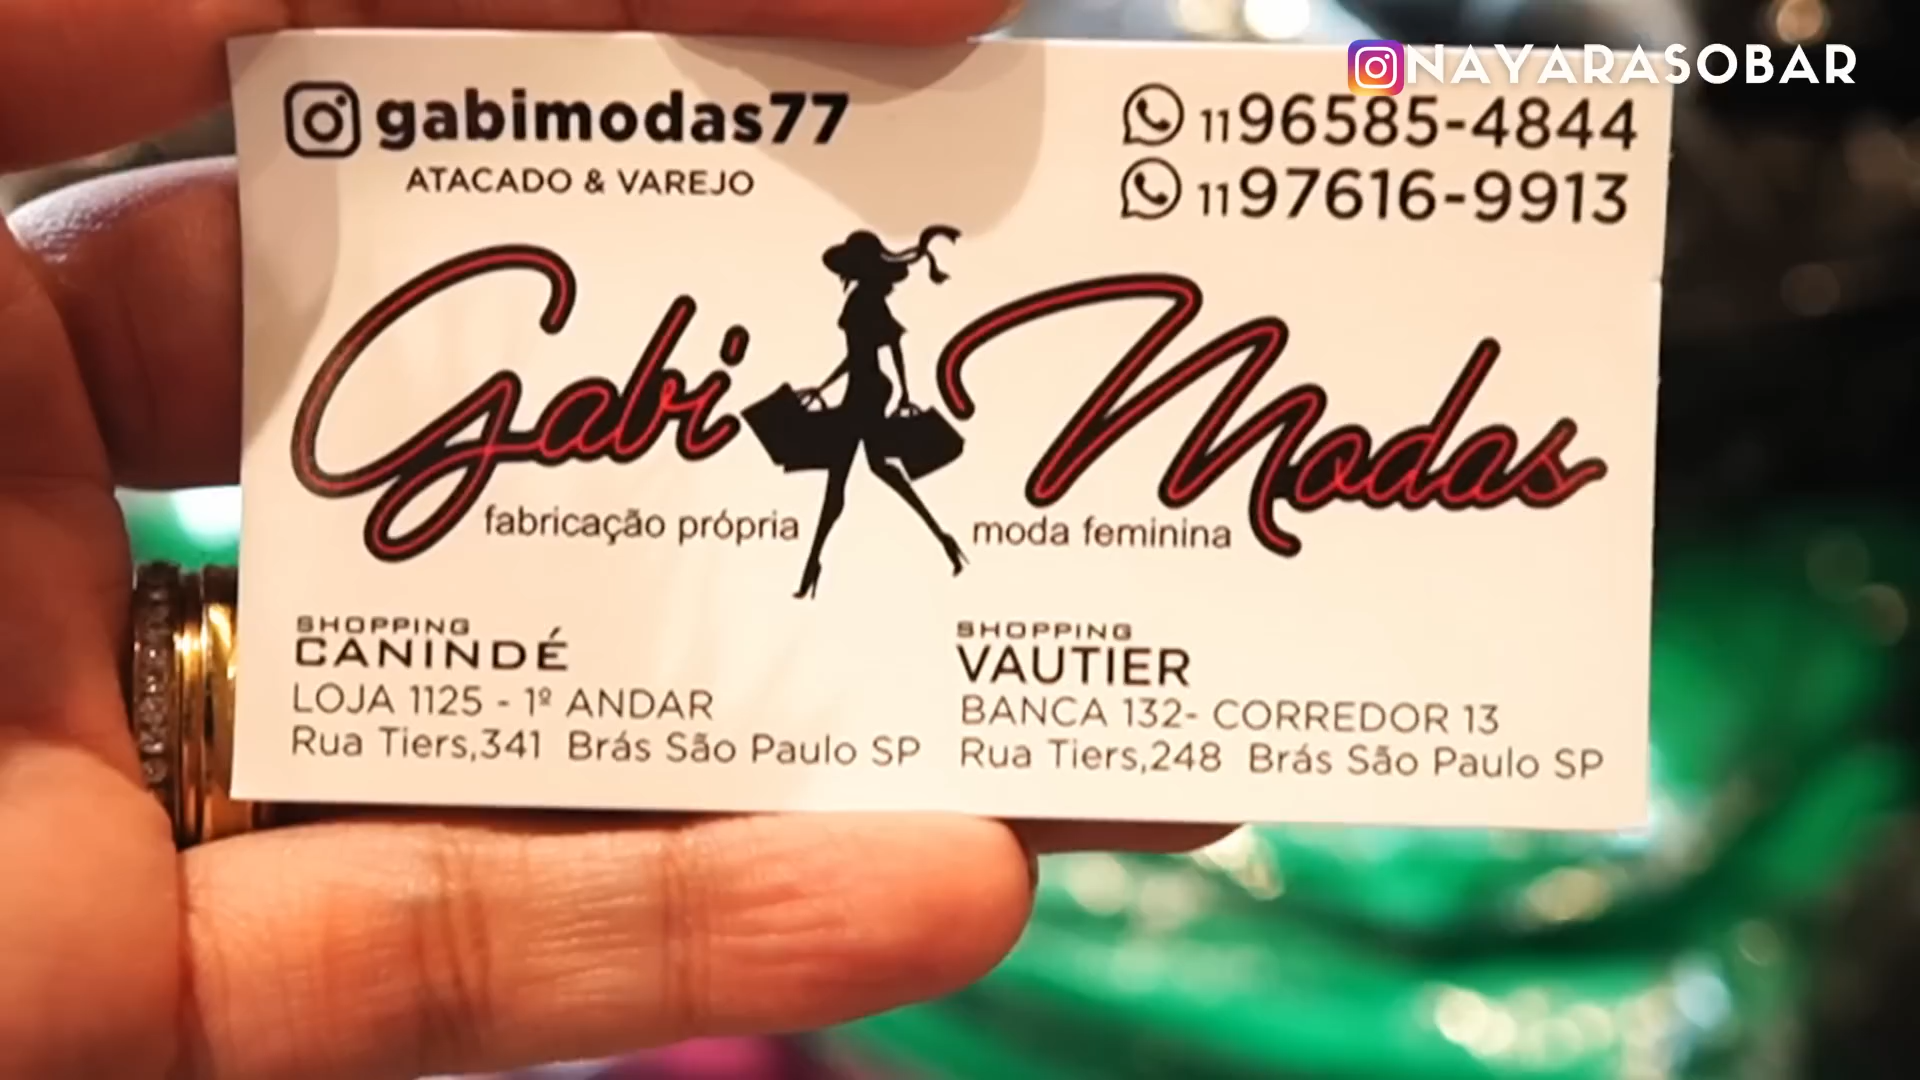 NAYARASOBAR
gabimodas77
ATACADO & VAREJO
11 96585-4844
11 97616-9913
Gabi Modas
fabricação própria moda feminina
SHOPPING
CANINDÉ
LOJA 1125 - 1º ANDAR
Rua Tiers,341 Brás São Paulo SP
SHOPPING
VAUTIER
BANCA 132- CORREDOR 13
Rua Tiers,248 Brás São Paulo SP